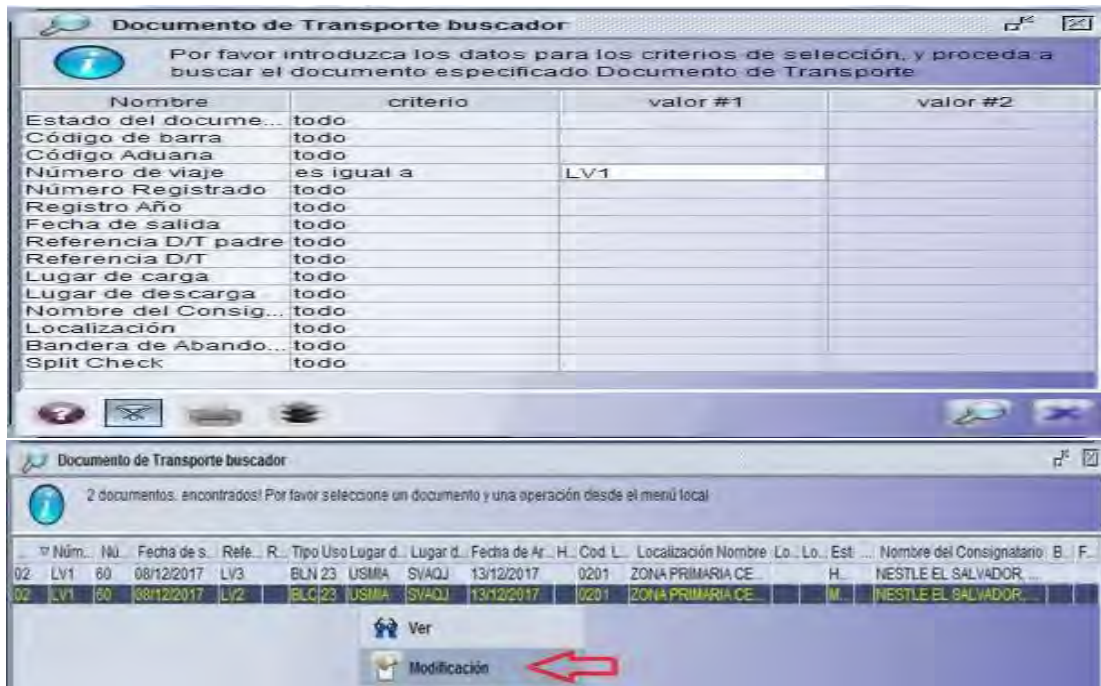 Documento de Transporte buscador
Por favor introduzca los datos para los criterios de selección, y proceda a
buscar el documento especificado Documento de Transporte
Nombre criterio valor #1 valor #2
Estado del docume... todo
Código de barra todo
Código Aduana todo
Número de viaje es igual a LV1
Número Registrado todo
Registro Año todo
Fecha de salida todo
Referencia D/T padre todo
Referencia D/T todo
Lugar de carga todo
Lugar de descarga todo
Nombre del Consig... todo
Localización todo
Bandera de Abando... todo
Split Check todo
Documento de Transporte buscador
2 documentos. encontrados! Por favor seleccione un documento y una operación desde el menú local
... Núm... Nú... Fecha de s... Refe... R... Tipo Uso Lugar d... Lugar d... Fecha de Ar... H... Cod. L... Localización Nombre Lo... Lo... Est... ... Nombre del Consignatario B... F...
02 LV1 60 08/12/2017 LV3 BLN 23 USMIA SVAQJ 13/12/2017 0201 ZONA PRIMARIA CE... H... NESTLE EL SALVADOR, ...
02 LV1 60 08/12/2017 LV2 BLC 23 USMIA SVAQJ 13/12/2017 0201 ZONA PRIMARIA CE... M... NESTLE EL SALVADOR, ...
Ver
Modificación